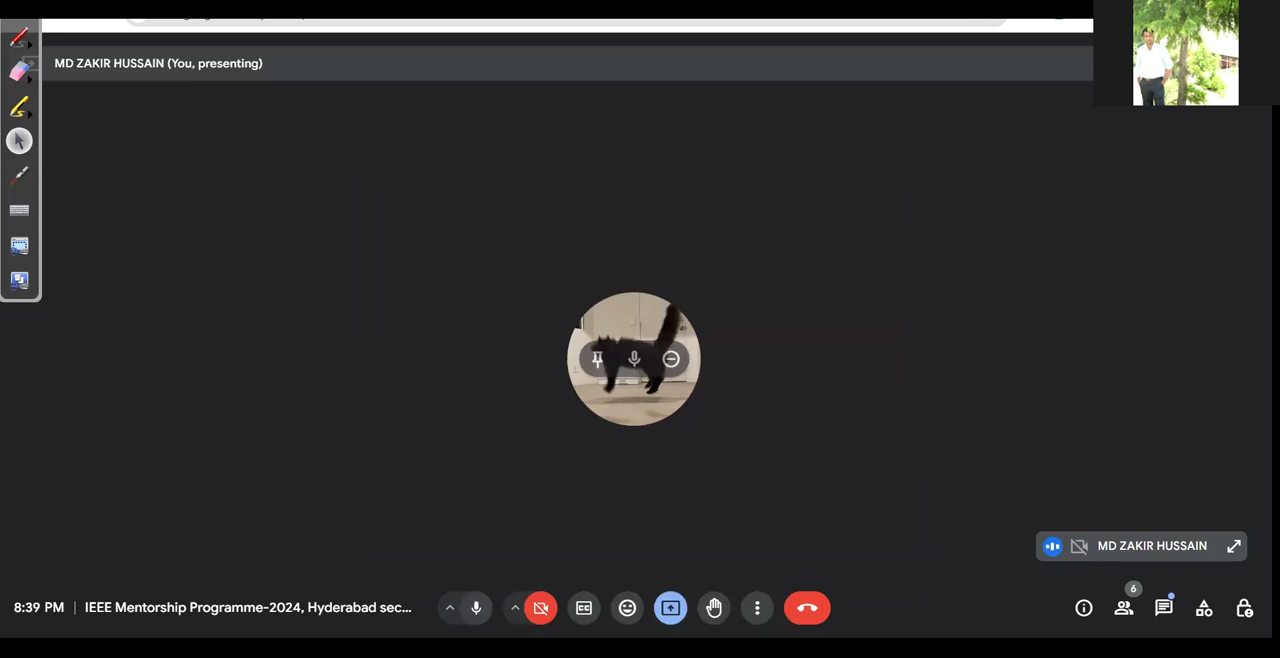 MD ZAKIR HUSSAIN (You, presenting)
MD ZAKIR HUSSAIN
6
8:39 PM | IEEE Mentorship Programme-2024, Hyderabad sec...